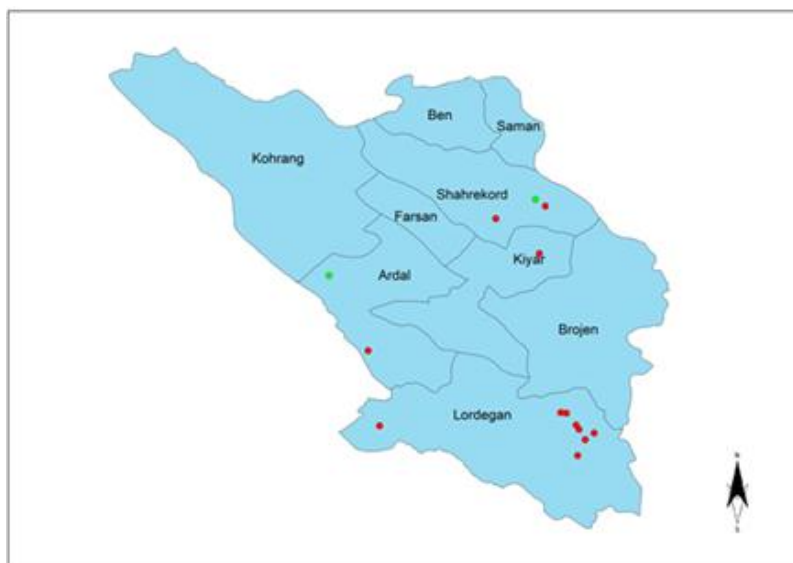 Ben
Saman
Kohrang
Shahrekord
Farsan
Kiyar
Ardal
Brojen
Lordegan
N
S